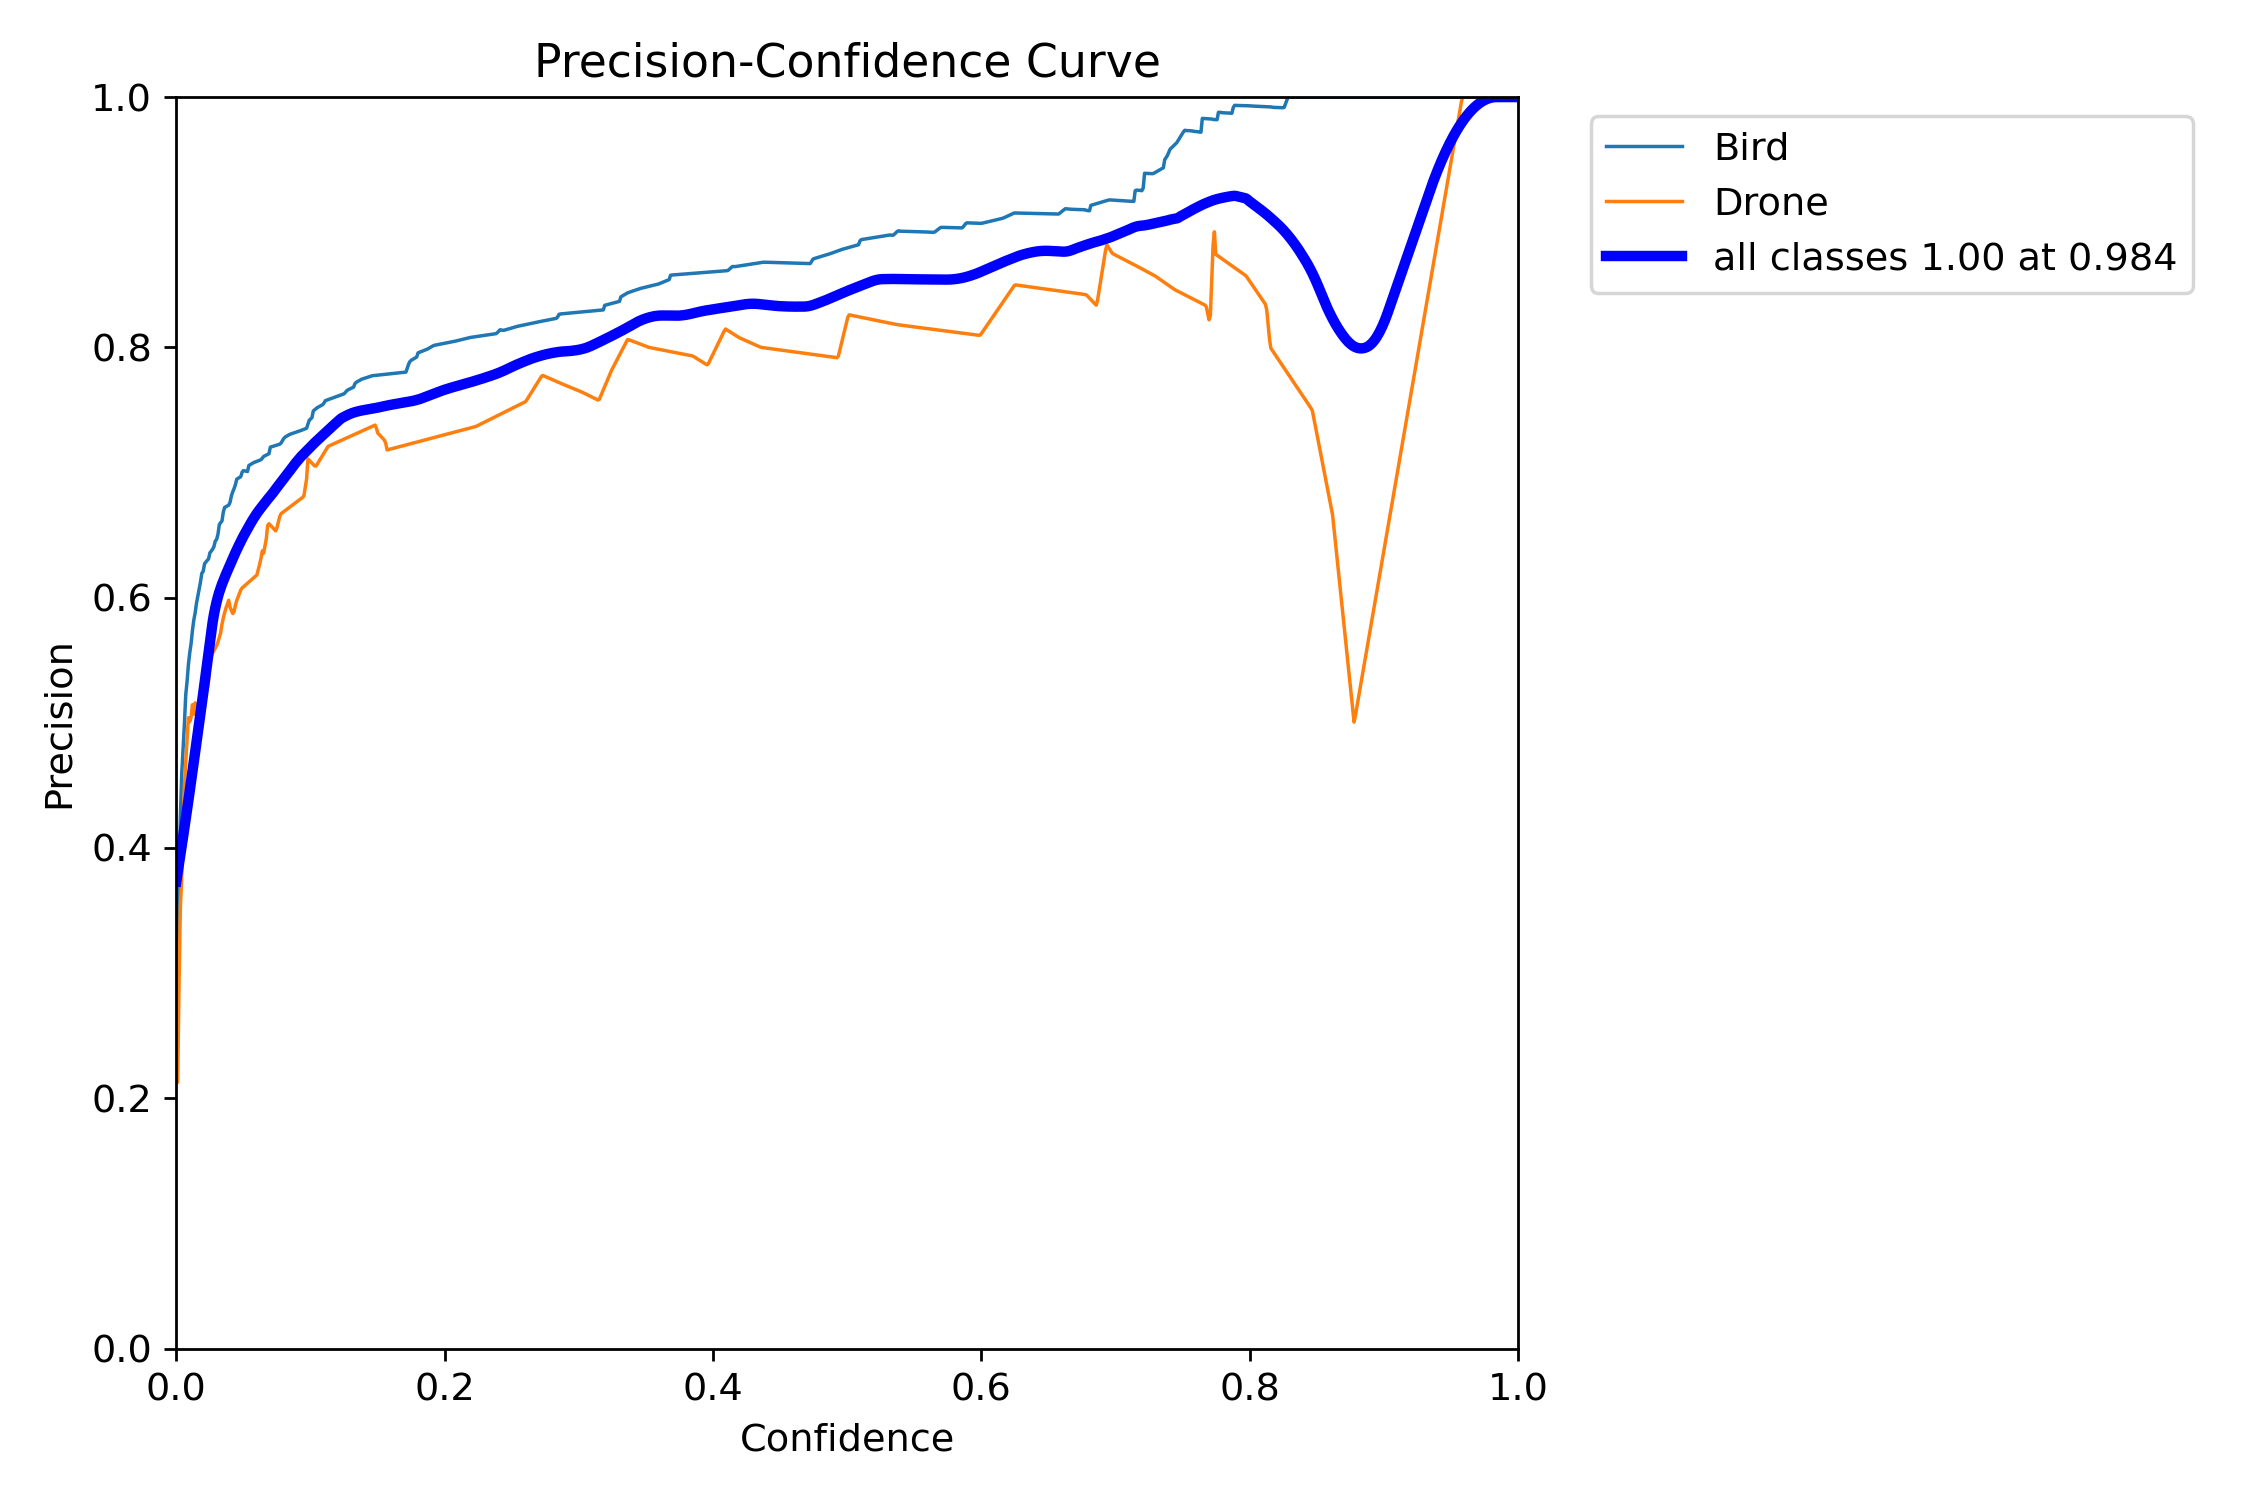 Precision-Confidence Curve
1.0
0.8
0.6
0.4
0.2
0.0
Precision
0.0 0.2 0.4 0.6 0.8 1.0
Confidence
Bird
Drone
all classes 1.00 at 0.984